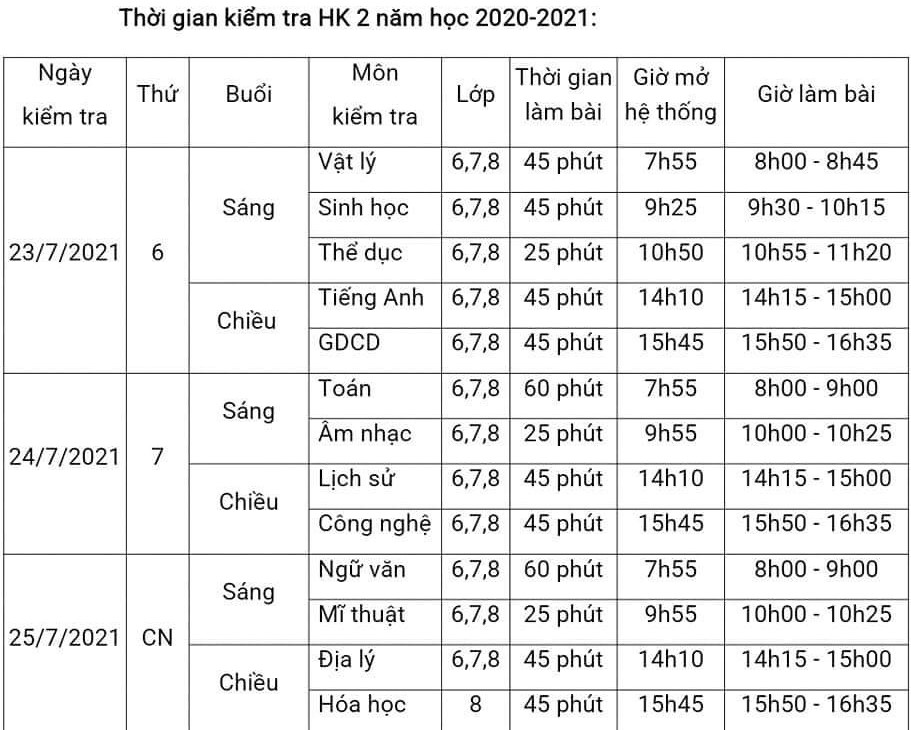 Thời gian kiểm tra HK 2 năm học 2020-2021:
Ngày kiểm tra Thứ Buổi Môn kiểm tra Lớp Thời gian làm bài Giờ mở hệ thống Giờ làm bài
23/7/2021 6 Sáng Vật lý 6,7,8 45 phút 7h55 8h00 - 8h45
Sinh học 6,7,8 45 phút 9h25 9h30 - 10h15
Thể dục 6,7,8 25 phút 10h50 10h55 - 11h20
Chiều Tiếng Anh 6,7,8 45 phút 14h10 14h15 - 15h00
GDCD 6,7,8 45 phút 15h45 15h50 - 16h35
24/7/2021 7 Sáng Toán 6,7,8 60 phút 7h55 8h00 - 9h00
Âm nhạc 6,7,8 25 phút 9h55 10h00 - 10h25
Chiều Lịch sử 6,7,8 45 phút 14h10 14h15 - 15h00
Công nghệ 6,7,8 45 phút 15h45 15h50 - 16h35
25/7/2021 CN Sáng Ngữ văn 6,7,8 60 phút 7h55 8h00 - 9h00
Mĩ thuật 6,7,8 25 phút 9h55 10h00 - 10h25
Chiều Địa lý 6,7,8 45 phút 14h10 14h15 - 15h00
Hóa học 8 45 phút 15h45 15h50 - 16h35